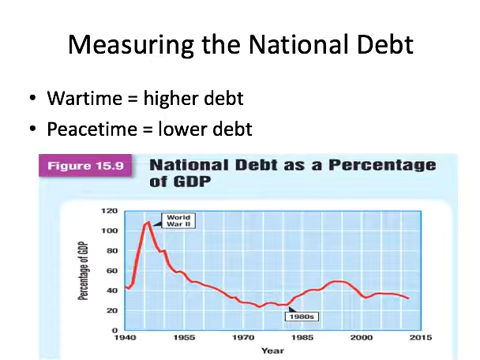 Measuring the National Debt
• Wartime = higher debt
• Peacetime = lower debt
Figure 15.9
National Debt as a Percentage
of GDP
Percentage of GDP
120
100
80
60
40
20
0
World
War II
1980s
1940 1955 1970 1985 2000 2015
Year